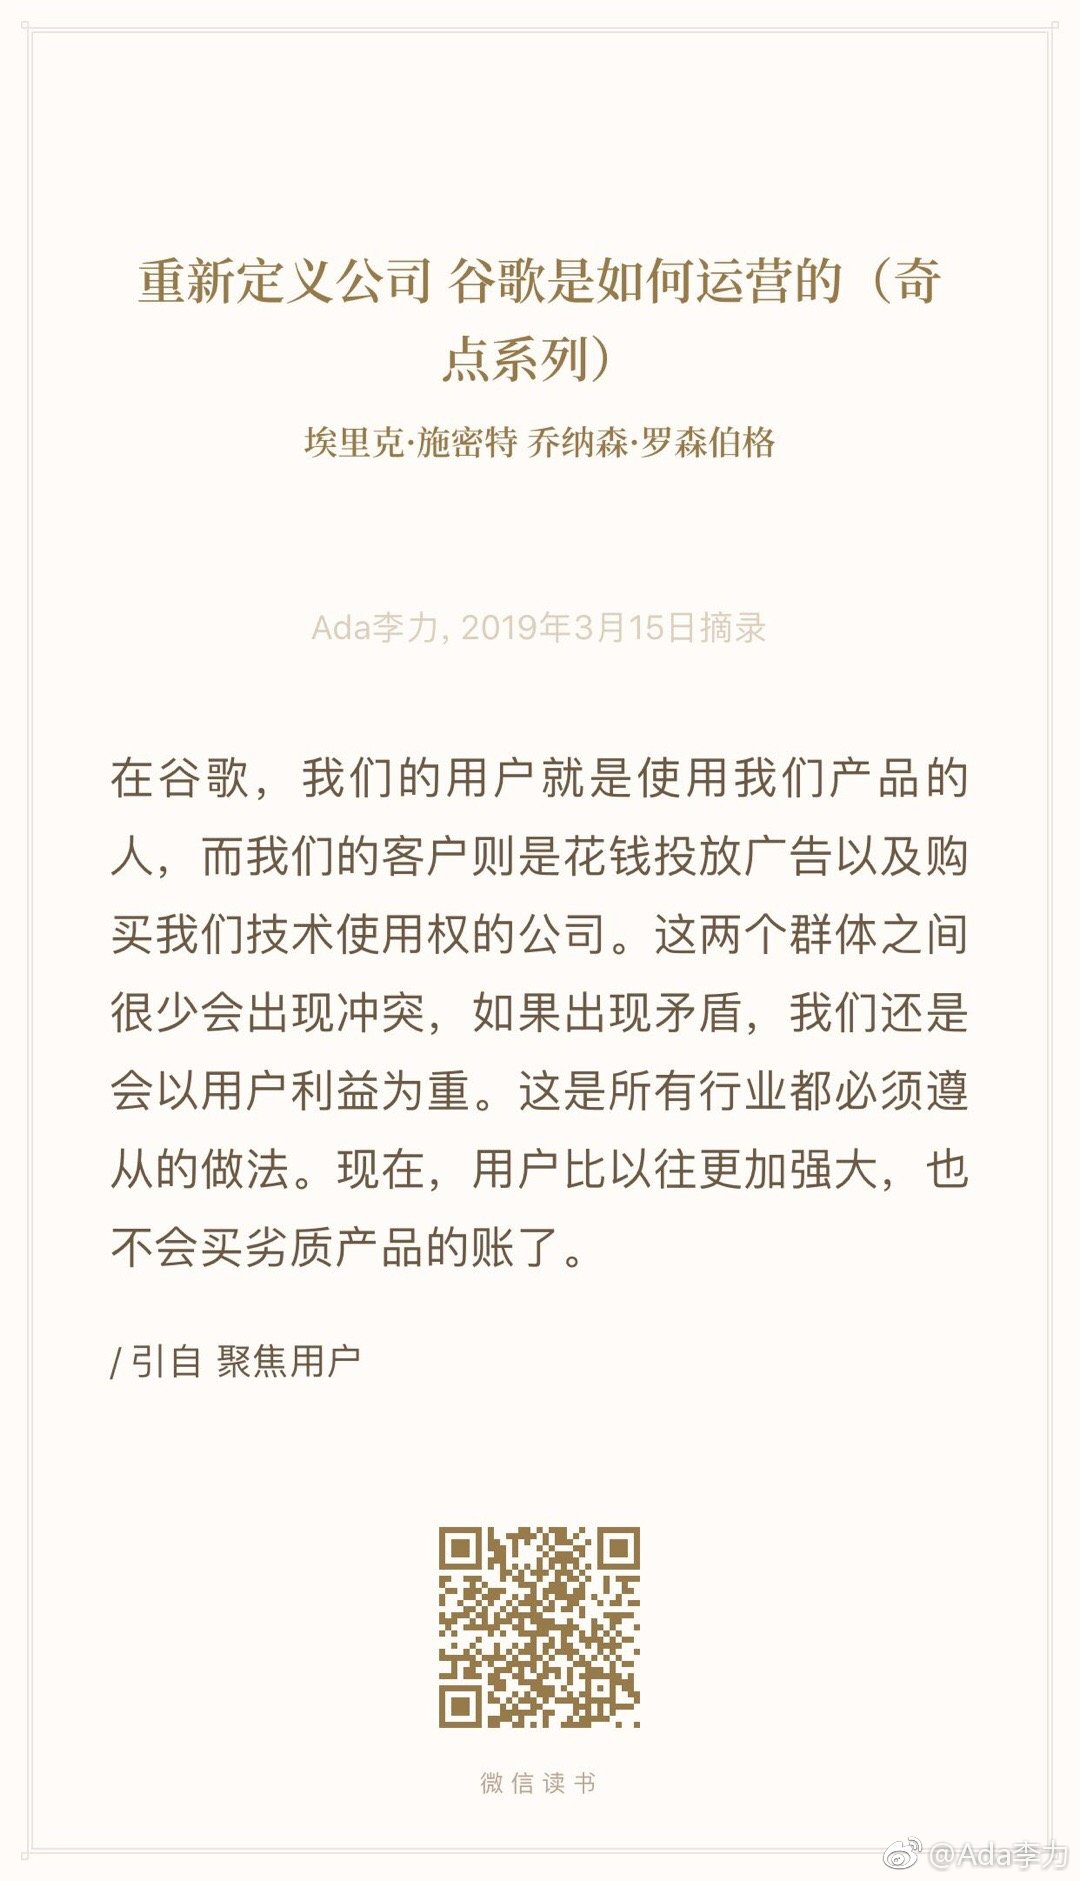 重新定义公司 谷歌是如何运营的（奇
点系列）
埃里克·施密特 乔纳森·罗森伯格
Ada李力, 2019年3月15日摘录
在谷歌，我们的用户就是使用我们产品的
人，而我们的客户则是花钱投放广告以及购
买我们技术使用权的公司。这两个群体之间
很少会出现冲突，如果出现矛盾，我们还是
会以用户利益为重。这是所有行业都必须遵
从的做法。现在，用户比以往更加强大，也
不会买劣质产品的账了。
/ 引自 聚焦用户
微信读书
@Ada李力